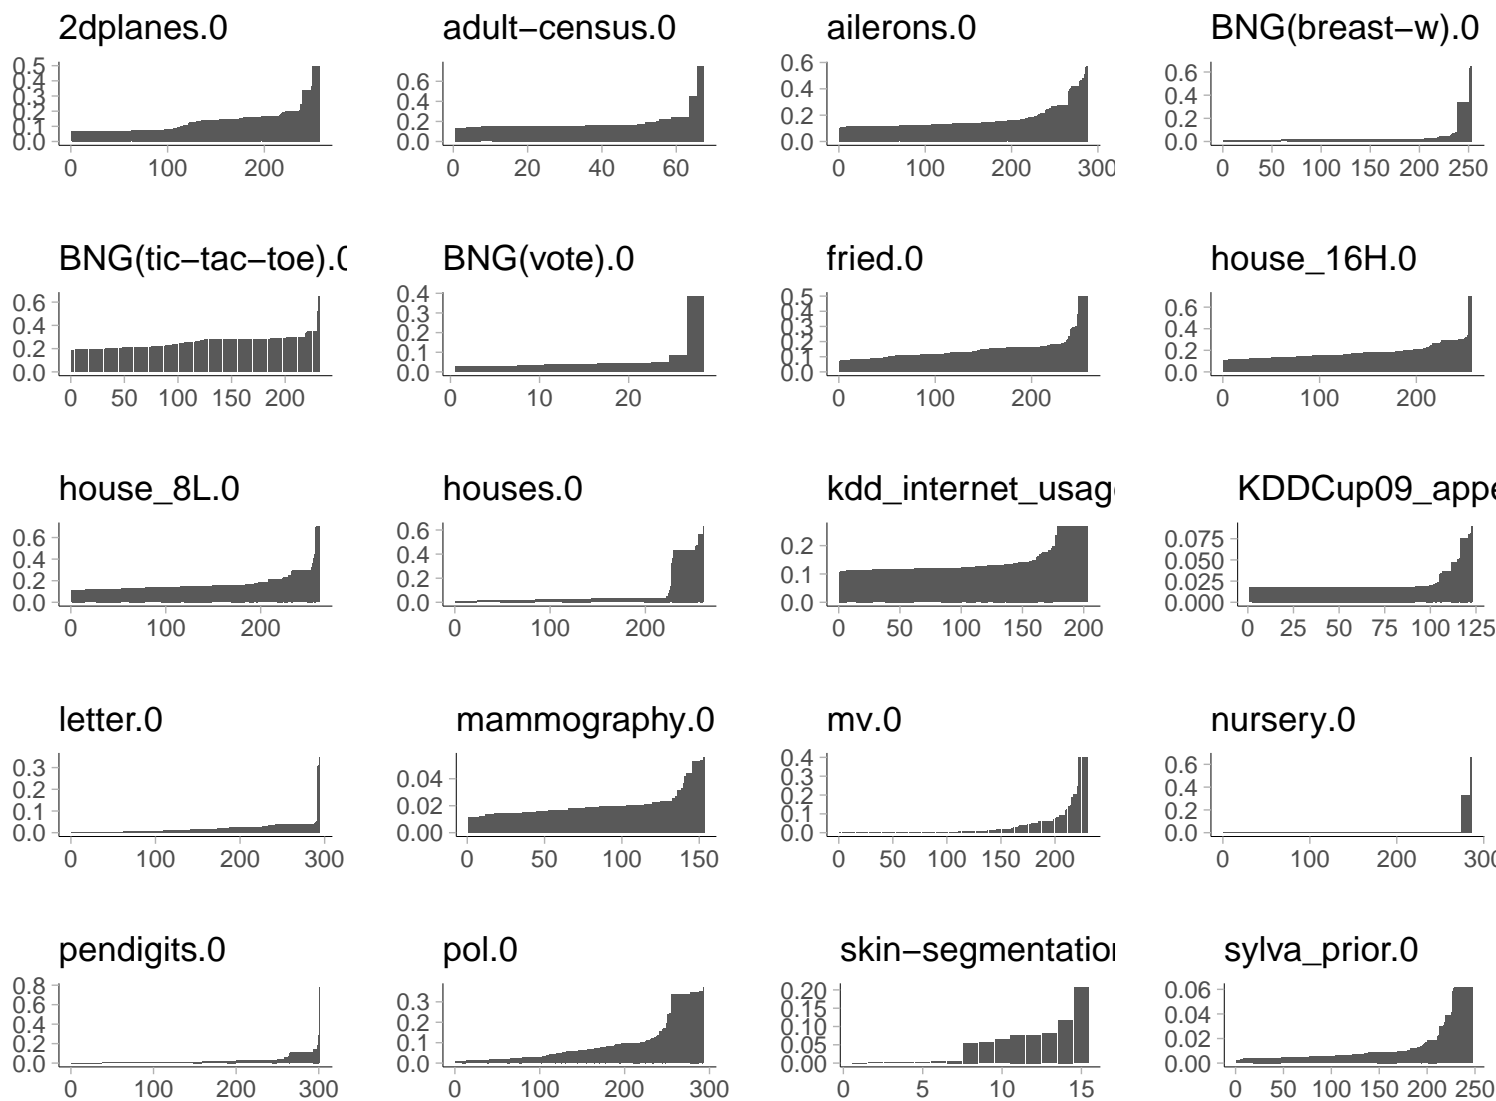 2dplanes.0 adult−census.0 ailerons.0 BNG(breast−w).0
0.5 0.4 0.3 0.2 0.1 0.0 0.6 0.4 0.2 0.0 0.6 0.4 0.2 0.0 0.6 0.4 0.2 0.0
0 100 200 0 20 40 60 0 100 200 300 0 50 100 150 200 250
BNG(tic−tac−toe).0 BNG(vote).0 fried.0 house_16H.0
0.6 0.4 0.2 0.0 0.4 0.3 0.2 0.1 0.0 0.5 0.4 0.3 0.2 0.1 0.0 0.6 0.4 0.2 0.0
0 50 100 150 200 0 10 20 0 100 200 0 100 200
house_8L.0 houses.0 kdd_internet_usag KDDCup09_appe
0.6 0.4 0.2 0.0 0.6 0.4 0.2 0.0 0.2 0.1 0.0 0.075 0.050 0.025 0.000
0 100 200 0 100 200 0 50 100 150 200 0 25 50 75 100 125
letter.0 mammography.0 mv.0 nursery.0
0.3 0.2 0.1 0.0 0.04 0.02 0.00 0.4 0.3 0.2 0.1 0.0 0.6 0.4 0.2 0.0
0 100 200 300 0 50 100 150 0 50 100 150 200 0 100 200 300
pendigits.0 pol.0 skin−segmentation sylva_prior.0
0.8 0.6 0.4 0.2 0.0 0.3 0.2 0.1 0.0 0.20 0.15 0.10 0.05 0.00 0.06 0.04 0.02 0.00
0 100 200 300 0 100 200 300 0 5 10 15 0 50 100 150 200 250